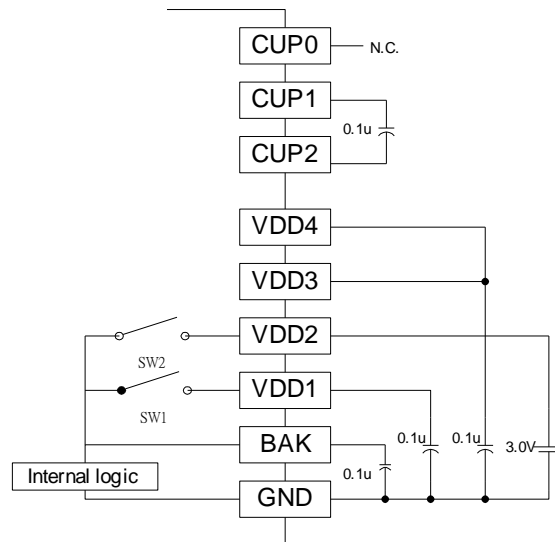 CUP0
N.C.
CUP1
0.1u
CUP2
VDD4
VDD3
VDD2
SW2
VDD1
SW1
BAK
0.1u
0.1u
3.0V
Internal logic
0.1u
GND